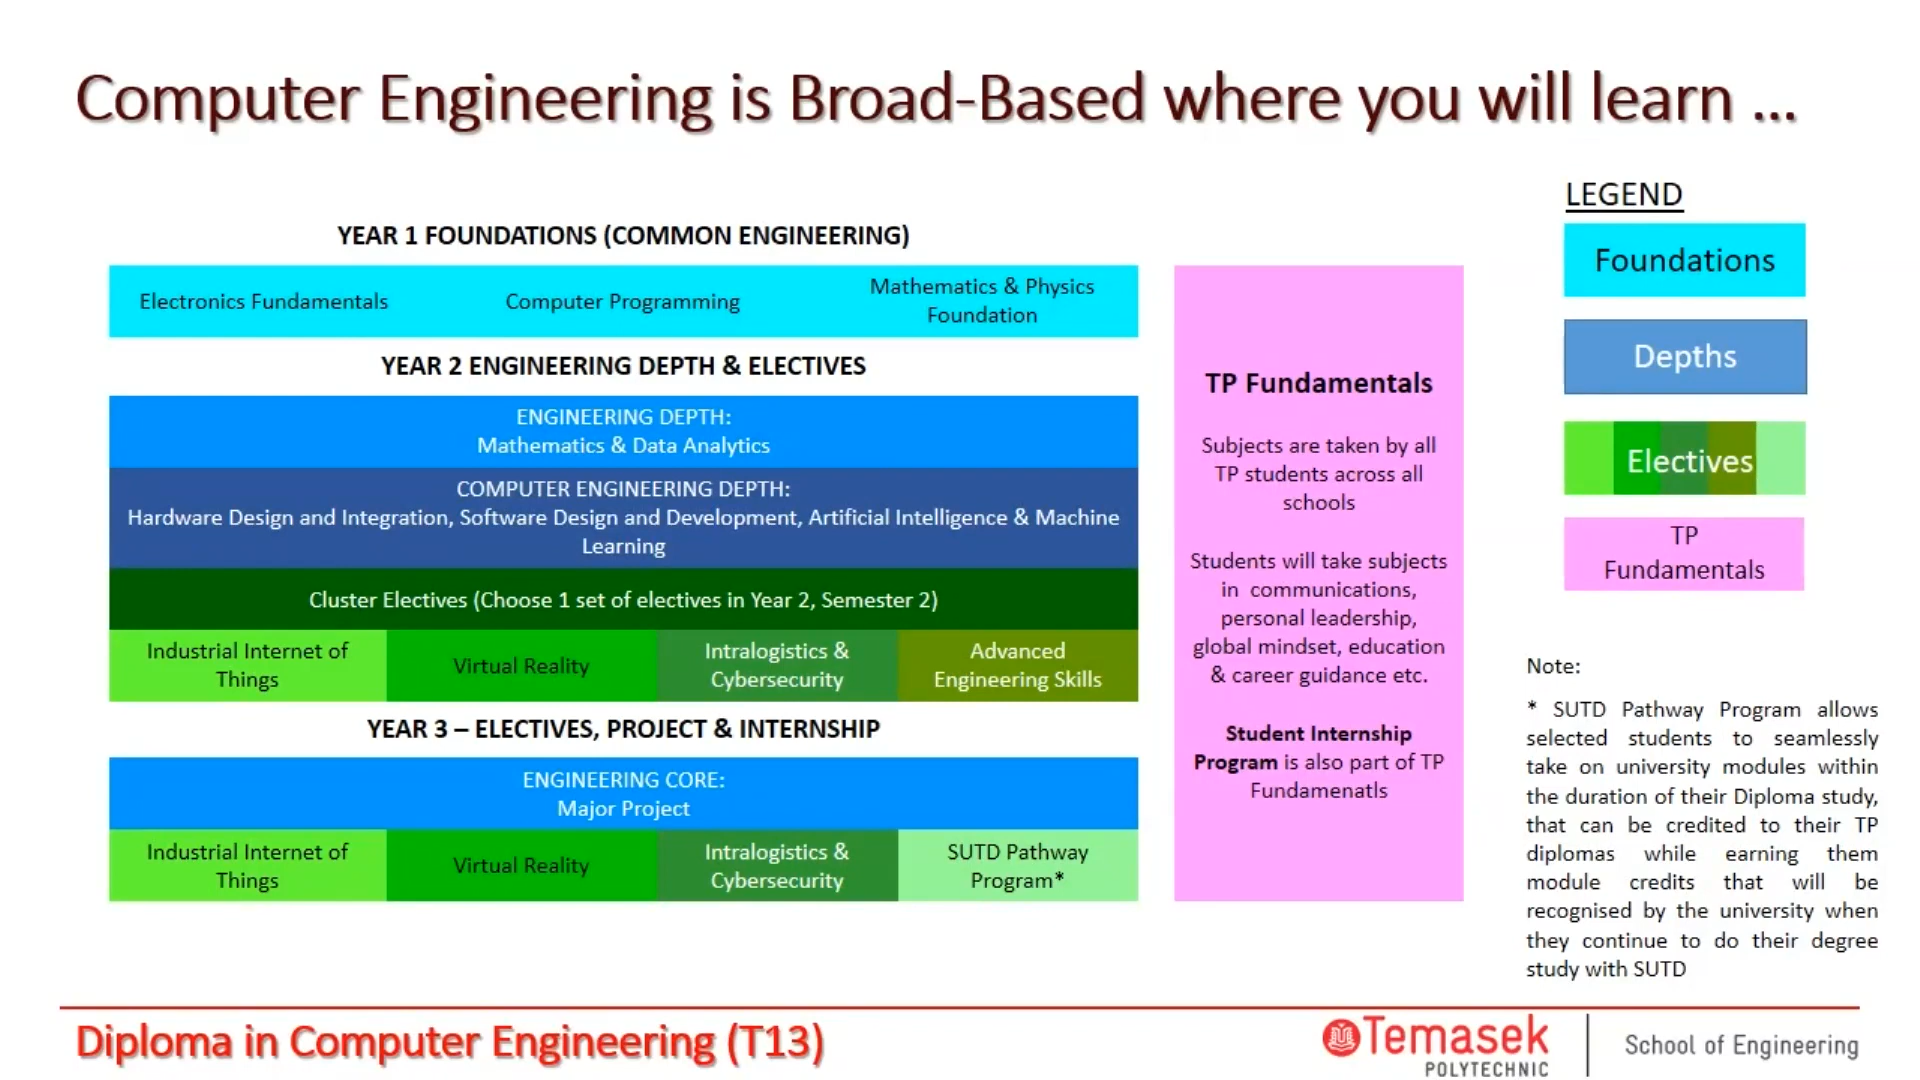 Computer Engineering is Broad-Based where you will learn ...
YEAR 1 FOUNDATIONS (COMMON ENGINEERING)
Electronics Fundamentals
Computer Programming
Mathematics & Physics
Foundation
YEAR 2 ENGINEERING DEPTH & ELECTIVES
ENGINEERING DEPTH:
Mathematics & Data Analytics
COMPUTER ENGINEERING DEPTH:
Hardware Design and Integration, Software Design and Development, Artificial Intelligence & Machine
Learning
Cluster Electives (Choose 1 set of electives in Year 2, Semester 2)
Industrial Internet of
Things
Virtual Reality
Intralogistics &
Cybersecurity
Advanced
Engineering Skills
YEAR 3 – ELECTIVES, PROJECT & INTERNSHIP
ENGINEERING CORE:
Major Project
Industrial Internet of
Things
Virtual Reality
Intralogistics &
Cybersecurity
SUTD Pathway
Program*
TP Fundamentals
Subjects are taken by all
TP students across all
schools
Students will take subjects
in communications,
personal leadership,
global mindset, education
& career guidance etc.
Student Internship
Program is also part of TP
Fundamenatls
LEGEND
Foundations
Depths
Electives
TP
Fundamentals
Note:
* SUTD Pathway Program allows
selected students to seamlessly
take on university modules within
the duration of their Diploma study,
that can be credited to their TP
diplomas while earning them
module credits that will be
recognised by the university when
they continue to do their degree
study with SUTD
Diploma in Computer Engineering (T13)
Temasek
POLYTECHNIC
School of Engineering